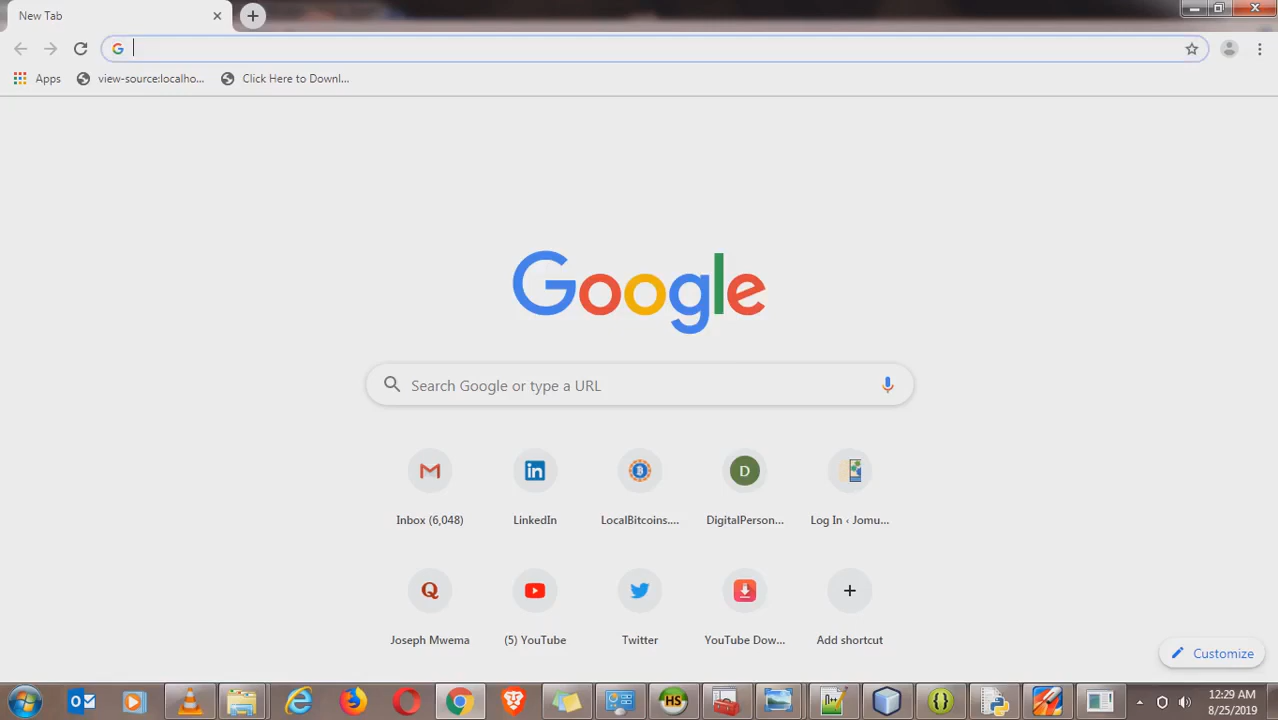 New Tab
Apps
view-source:localho...
Click Here to Downl...
Google
Search Google or type a URL
Inbox (6,048)
LinkedIn
LocalBitcoins....
DigitalPerson...
Log In ‹ Jomu...
Joseph Mwema
(5) YouTube
Twitter
YouTube Dow...
Add shortcut
Customize
HS
12:29 AM
8/25/2019